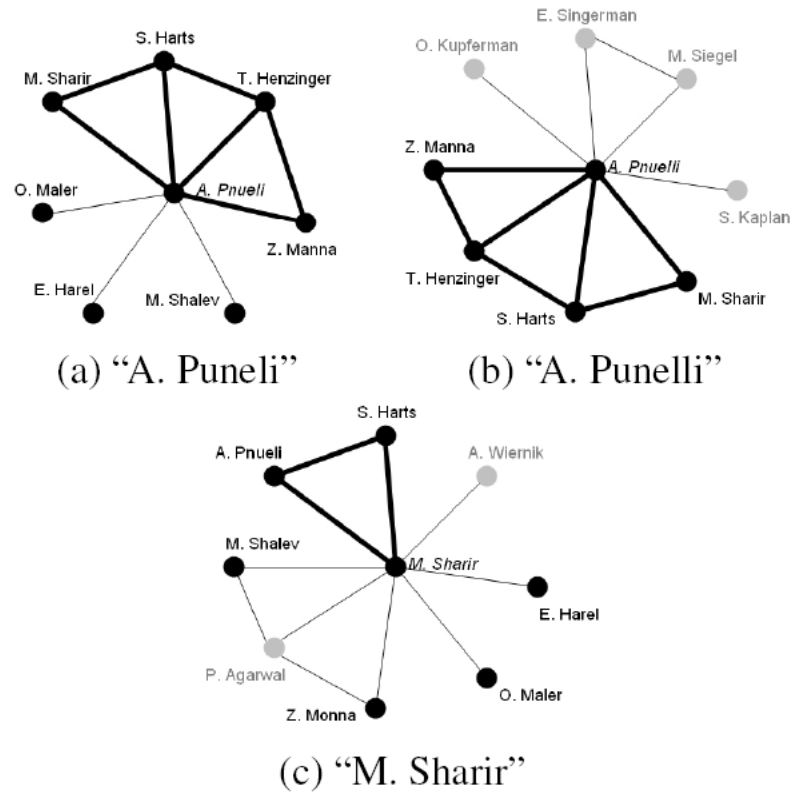 S. Harts
M. Sharir
T. Henzinger
O. Maler
A. Pnueli
Z. Manna
E. Harel
M. Shalev
(a) “A. Puneli”
E. Singerman
O. Kupferman
M. Siegel
Z. Manna
A. Pnuelli
S. Kaplan
T. Henzinger
M. Sharir
S. Harts
(b) “A. Punelli”
S. Harts
A. Pnueli
A. Wiernik
M. Shalev
M. Sharir
E. Harel
P. Agarwal
O. Maler
Z. Monna
(c) “M. Sharir”